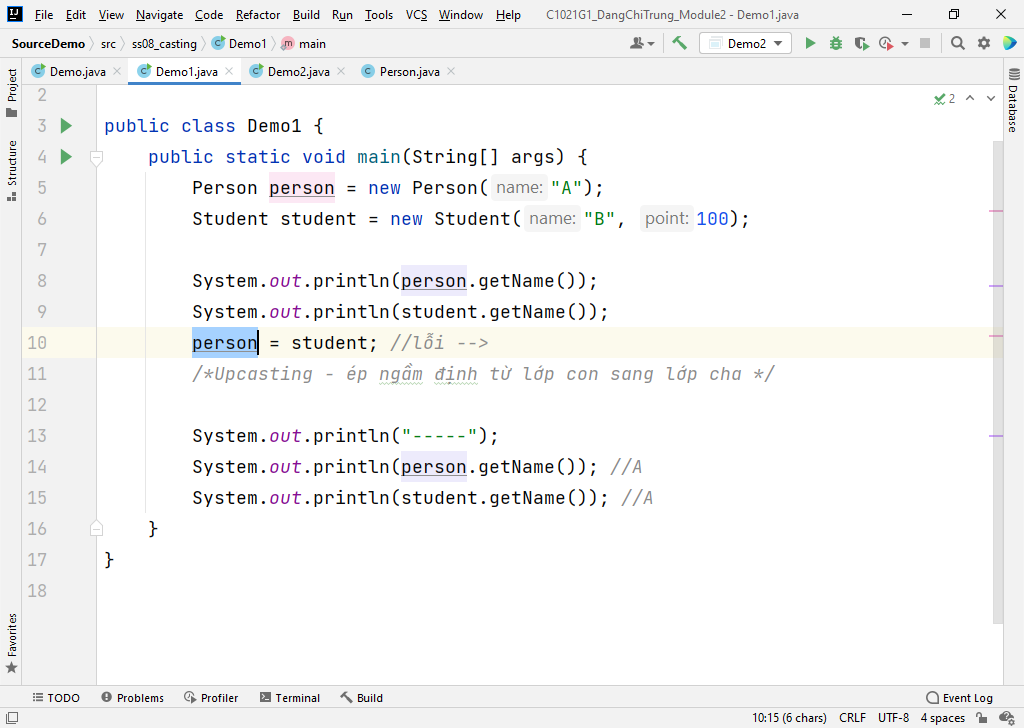 File Edit View Navigate Code Refactor Build Run Tools VCS Window Help C1021G1_DangChiTrung_Module2 - Demo1.java
SourceDemo src ss08_casting Demo1 main Demo2
Demo.java Demo1.java Demo2.java Person.java
Project
Structure
Favorites
Database
2
2
3 public class Demo1 {
4 public static void main(String[] args) {
5 Person person = new Person( name: "A");
6 Student student = new Student( name: "B", point: 100);
7
8 System.out.println(person.getName());
9 System.out.println(student.getName());
10 person = student; //lỗi -->
11 /*Upcasting - ép ngầm định từ lớp con sang lớp cha */
12
13 System.out.println("-----");
14 System.out.println(person.getName()); //A
15 System.out.println(student.getName()); //A
16 }
17 }
18
TODO Problems Profiler Terminal Build Event Log
10:15 (6 chars) CRLF UTF-8 4 spaces